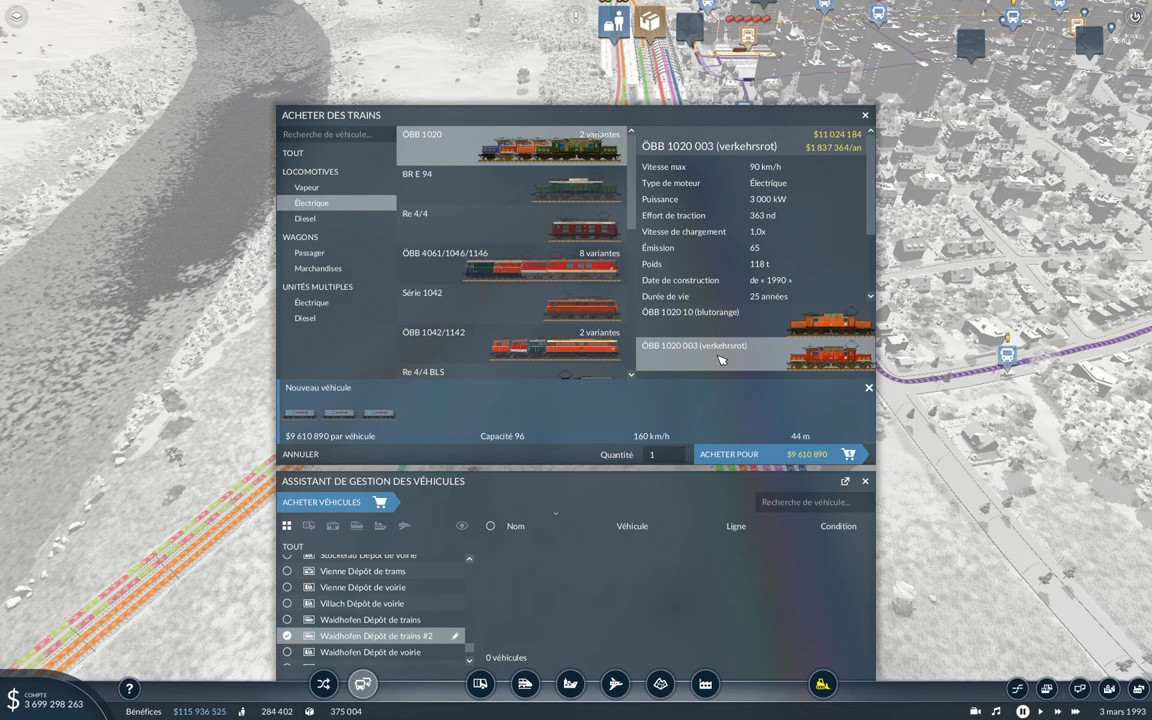 ACHETER DES TRAINS
Recherche de véhicule...
TOUT
LOCOMOTIVES
Vapeur
Électrique
Diesel
WAGONS
Passager
Marchandises
UNITÉS MULTIPLES
Électrique
Diesel
ÖBB 1020 2 variantes
BR E 94
Re 4/4
ÖBB 4061/1046/1146 8 variantes
Série 1042
ÖBB 1042/1142 2 variantes
Re 4/4 BLS
$11 024 184
ÖBB 1020 003 (verkehrsrot) $1 837 364/an
Vitesse max 90 km/h
Type de moteur Électrique
Puissance 3 000 kW
Effort de traction 363 nd
Vitesse de chargement 1,0x
Émission 65
Poids 118 t
Date de construction de « 1990 »
Durée de vie 25 années
ÖBB 1020 10 (blutorange)
ÖBB 1020 003 (verkehrsrot)
Nouveau véhicule
$9 610 890 par véhicule Capacité 96 160 km/h 44 m
ANNULER Quantité 1 ACHETER POUR $9 610 890
ASSISTANT DE GESTION DES VÉHICULES
ACHETER VÉHICULES Recherche de véhicule...
Nom Véhicule Ligne Condition
TOUT
Stockerau Dépôt de voirie
Vienne Dépôt de trams
Vienne Dépôt de voirie
Villach Dépôt de voirie
Waidhofen Dépôt de trains
Waidhofen Dépôt de trains #2
Waidhofen Dépôt de voirie
0 véhicules
$ COMPTE
3 699 298 263
?
Bénéfices $115 936 525 284 402 375 004 3 mars 1993